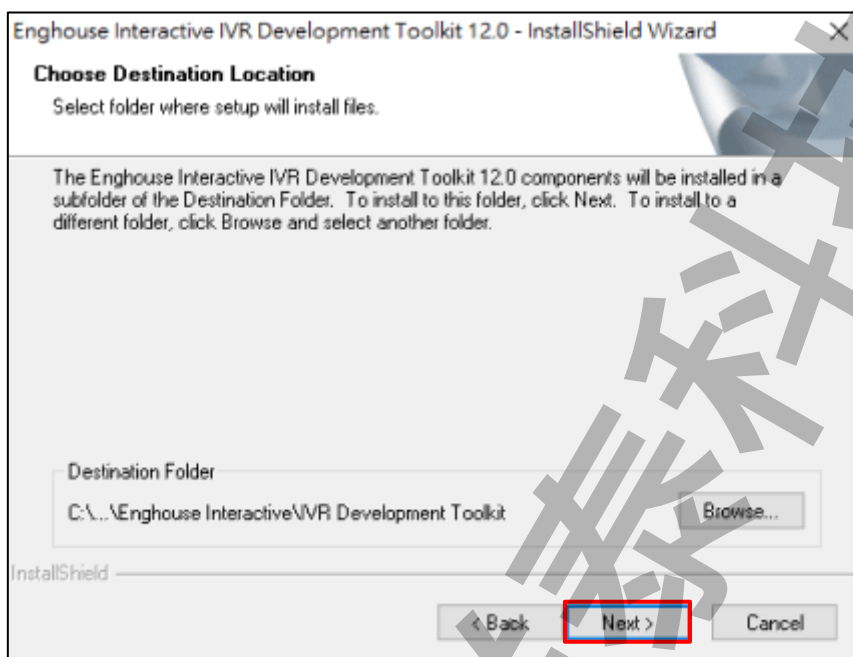 Enghouse Interactive IVR Development Toolkit 12.0 - InstallShield Wizard
Choose Destination Location
Select folder where setup will install files.
The Enghouse Interactive IVR Development Toolkit 12.0 components will be installed in a
subfolder of the Destination Folder. To install to this folder, click Next. To install to a
different folder, click Browse and select another folder.
Destination Folder
C:\...\Enghouse Interactive\IVR Development Toolkit
Browse...
InstallShield
< Back
Next >
Cancel
泰科